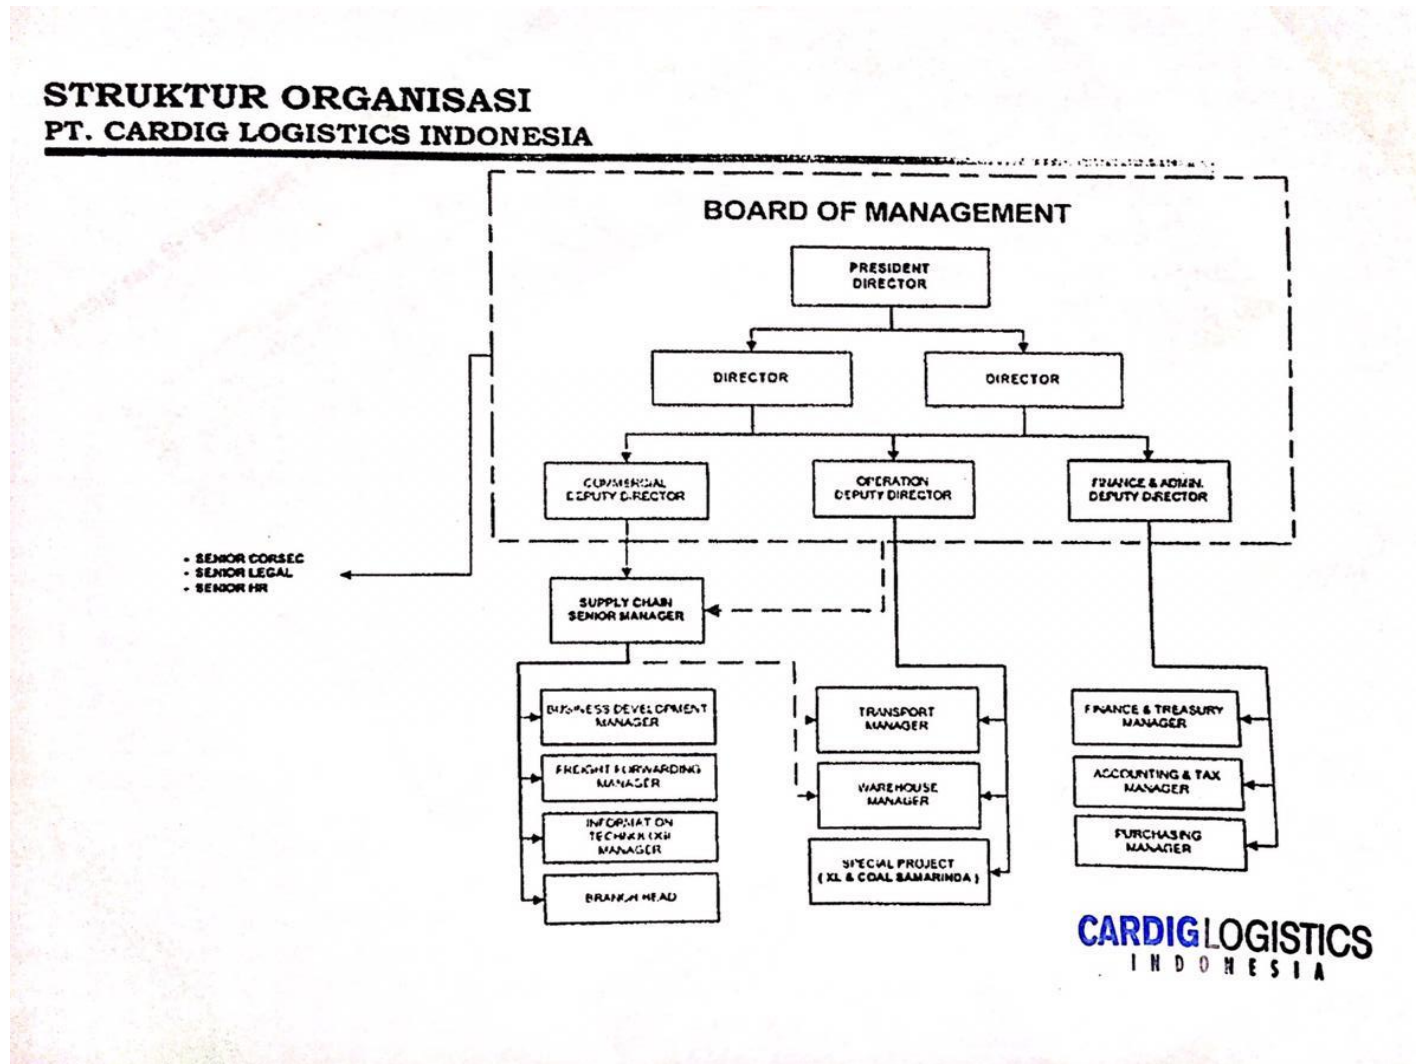 STRUKTUR ORGANISASI
PT. CARDIG LOGISTICS INDONESIA
BOARD OF MANAGEMENT
PRESIDENT
DIRECTOR
DIRECTOR
DIRECTOR
COMMERCIAL
DEPUTY DIRECTOR
OPERATION
DEPUTY DIRECTOR
FINANCE & ADMIN.
DEPUTY DIRECTOR
- SENIOR CORSEC
- SENIOR LEGAL
- SENIOR HR
SUPPLY CHAIN
SENIOR MANAGER
BUSINESS DEVELOPMENT
MANAGER
FREIGHT FORWARDING
MANAGER
INFORMATION
TECHNOLOGI
MANAGER
BRANCH HEAD
TRANSPORT
MANAGER
WAREHOUSE
MANAGER
SPECIAL PROJECT
( XL & COAL SAMARINDA )
FINANCE & TREASURY
MANAGER
ACCOUNTING & TAX
MANAGER
PURCHASING
MANAGER
CARDIG LOGISTICS
INDONESIA